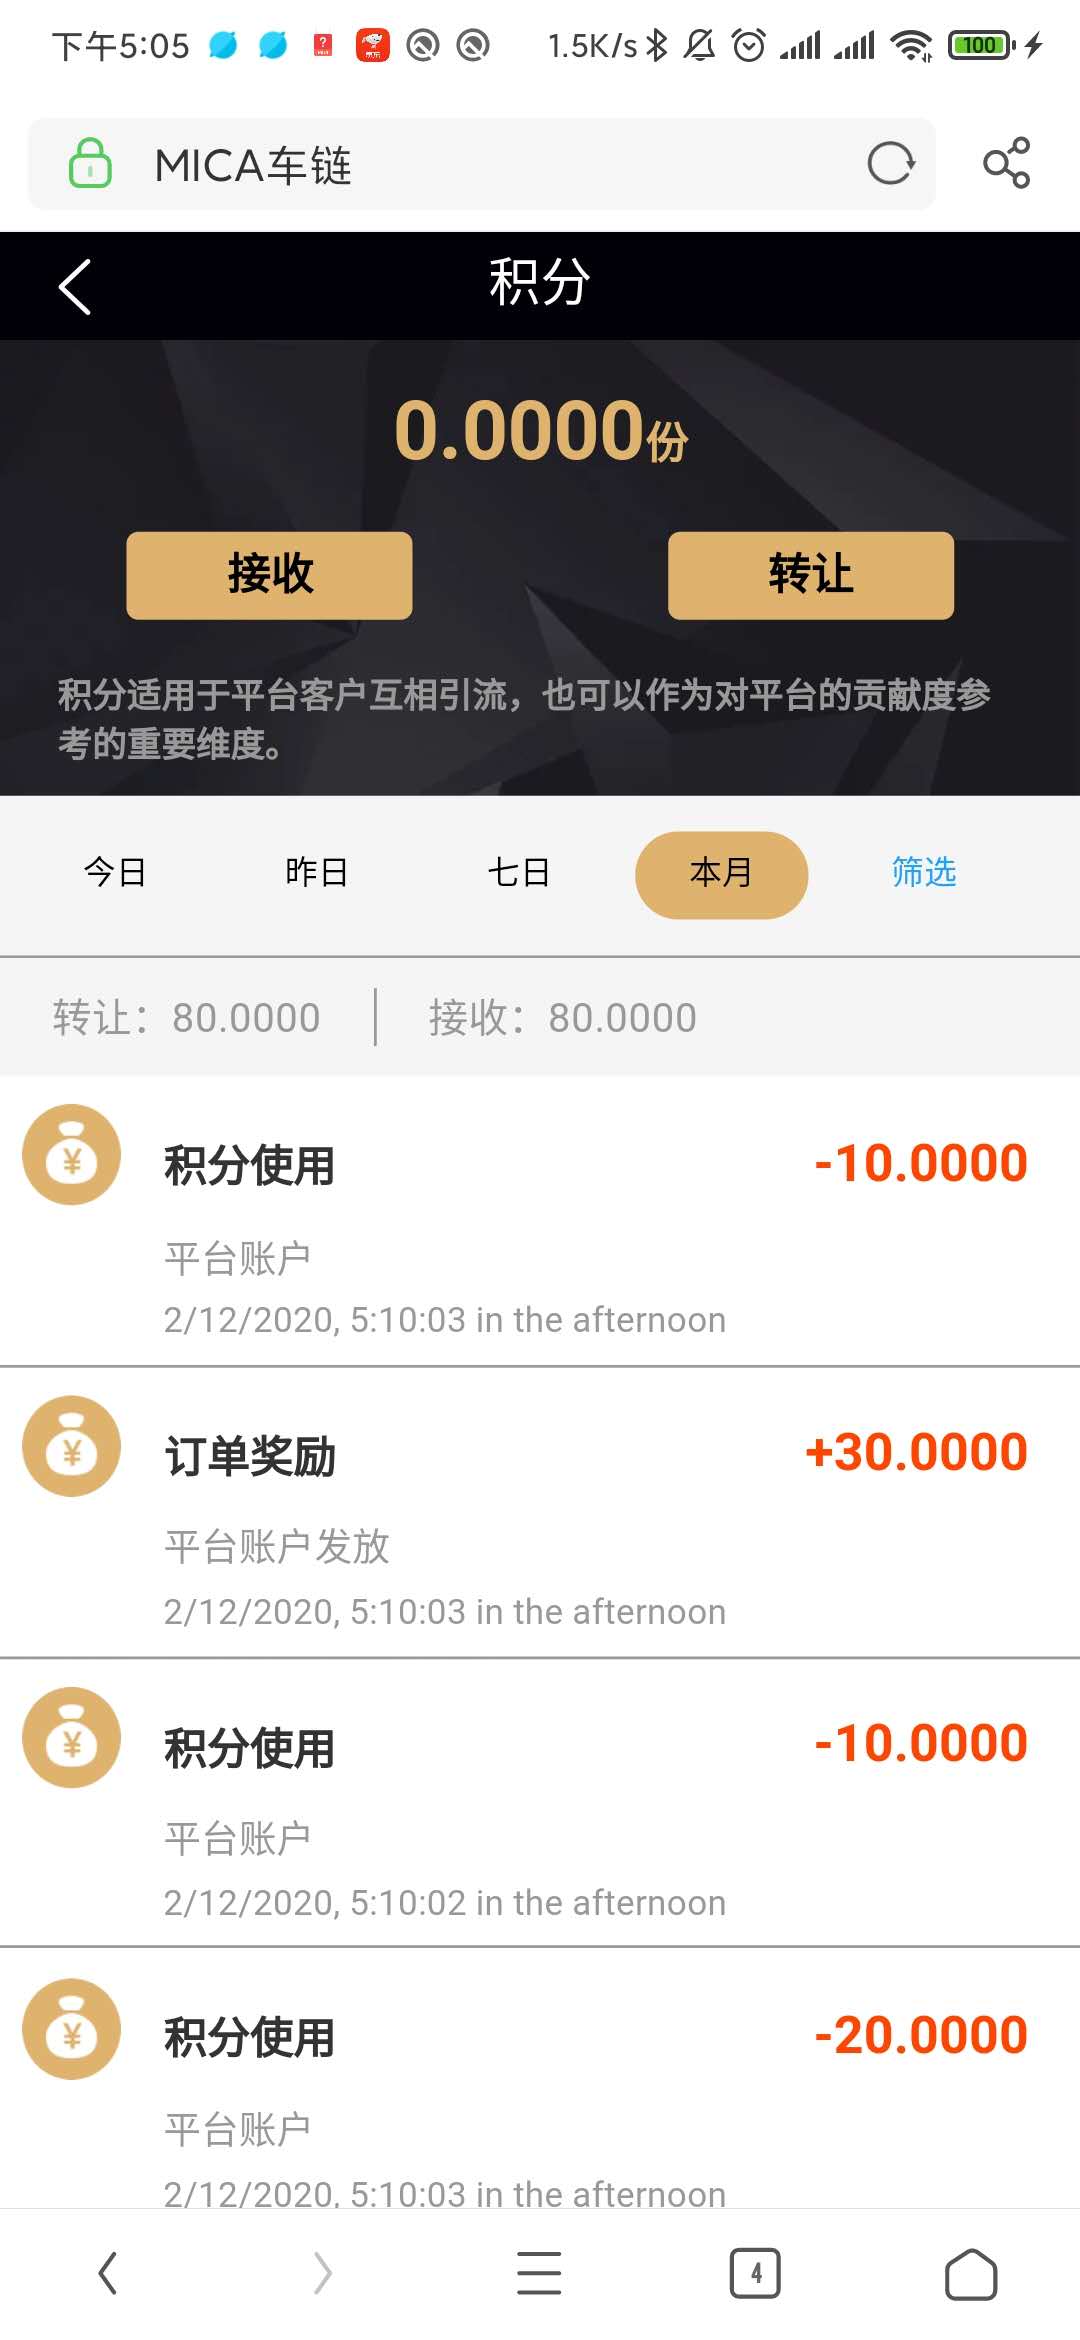 下午5:05 1.5K/s 100
MICA车链
积分
0.0000份
接收 转让
积分适用于平台客户互相引流，也可以作为对平台的贡献度参
考的重要维度。
今日 昨日 七日 本月 筛选
转让：80.0000 接收：80.0000
积分使用 -10.0000
平台账户
2/12/2020, 5:10:03 in the afternoon
订单奖励 +30.0000
平台账户发放
2/12/2020, 5:10:03 in the afternoon
积分使用 -10.0000
平台账户
2/12/2020, 5:10:02 in the afternoon
积分使用 -20.0000
平台账户
2/12/2020, 5:10:03 in the afternoon
4